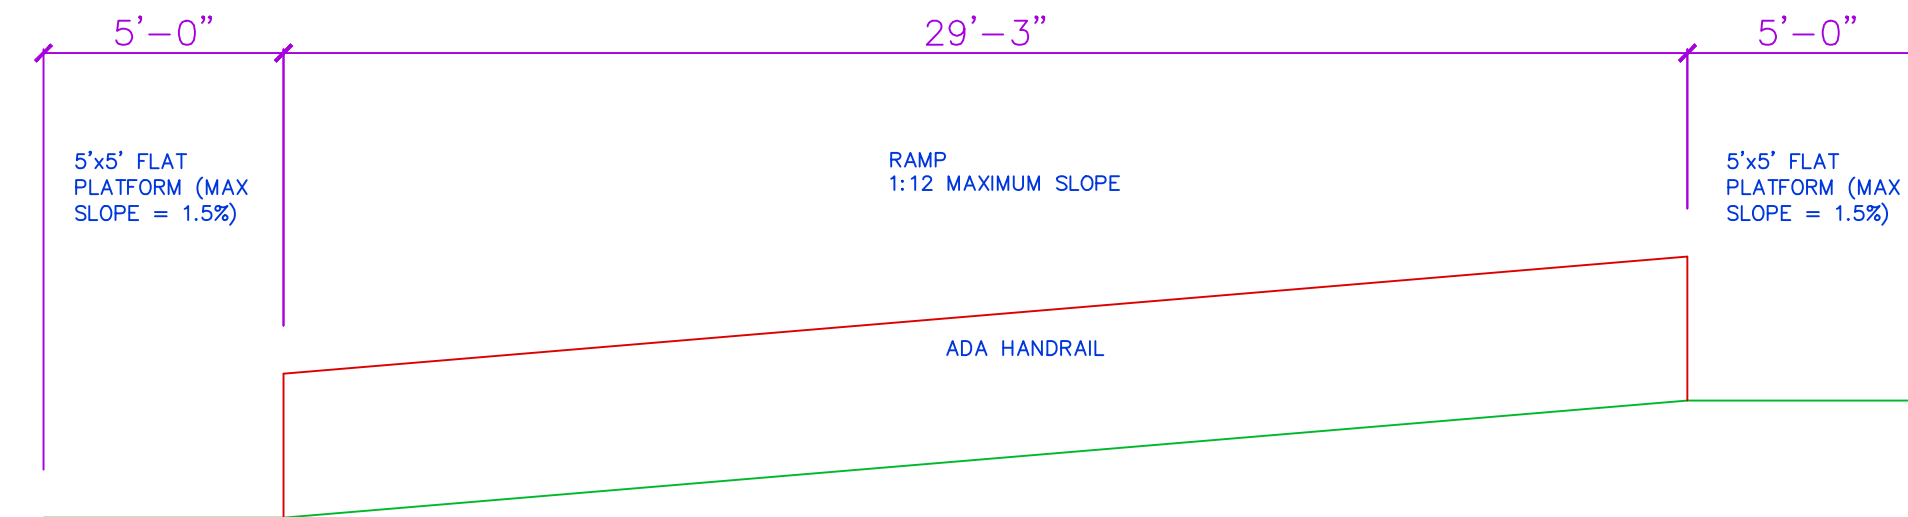 5'-0" 29'-3" 5'-0"
5'x5' FLAT
PLATFORM (MAX
SLOPE = 1.5%)
RAMP
1:12 MAXIMUM SLOPE
5'x5' FLAT
PLATFORM (MAX
SLOPE = 1.5%)
ADA HANDRAIL